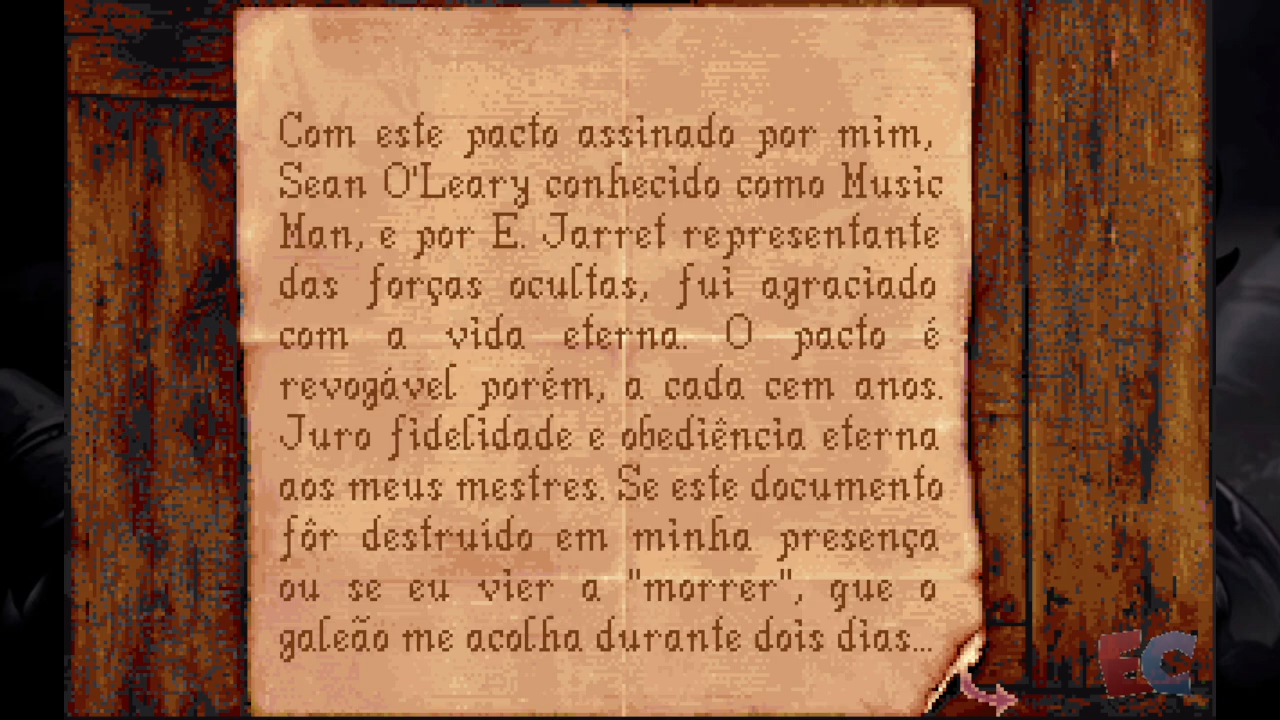 Com este pacto assinado por mim,
Sean O'Leary conhecido como Music
Man, e por E. Jarret representante
das forças ocultas, fui agraciado
com a vida eterna. O pacto é
revogável porém, a cada cem anos.
Juro fidelidade e obediência eterna
aos meus mestres. Se este documento
fôr destruído em minha presença
ou se eu vier a "morrer", que o
galeão me acolha durante dois dias...
EC